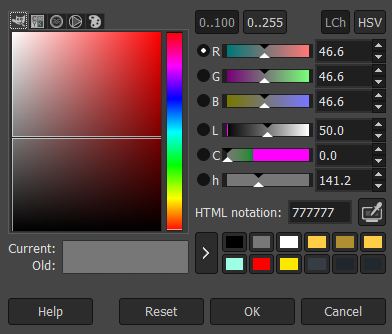 0..100 0..255 LCh HSV
R 46.6
G 46.6
B 46.6
L 50.0
C 0.0
h 141.2
HTML notation: 777777
Current:
Old:
Help Reset OK Cancel